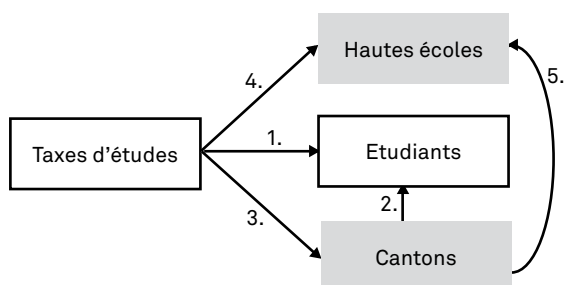 Hautes écoles
5.
4.
1.
Taxes d'études
Etudiants
2.
3.
Cantons